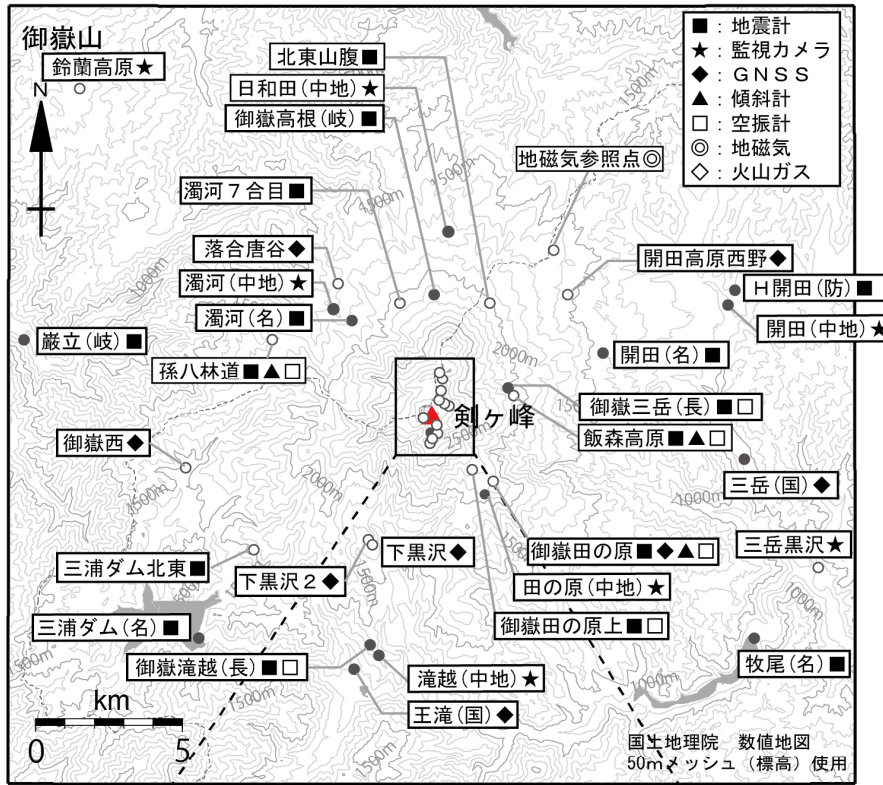 御嶽山
鈴蘭高原★
N
北東山腹■
日和田(中地)★
御嶽高根(岐)■
■：地震計
★：監視カメラ
◆：ＧＮＳＳ
▲：傾斜計
□：空振計
◎：地磁気
◇：火山ガス
地磁気参照点◎
濁河７合目■
落合唐谷◆
濁河(中地)★
濁河(名)■
巌立(岐)■
孫八林道■▲□
開田高原西野◆
Ｈ開田(防)■
開田(中地)★
開田(名)■
剣ヶ峰
御嶽三岳(長)■□
飯森高原■▲□
御嶽西◆
三岳(国)◆
三岳黒沢★
三浦ダム北東■
下黒沢２◆
下黒沢◆
御嶽田の原■◆▲□
田の原(中地)★
御嶽田の原上■□
三浦ダム(名)■
御嶽滝越(長)■□
滝越(中地)★
王滝(国)◆
牧尾(名)■
km
0 5
国土地理院　数値地図
50mメッシュ（標高）使用
1500m
1500m
1500m
1000m
2000m
2500m
2000m
1500m
1000m
1000m
1500m
1000m